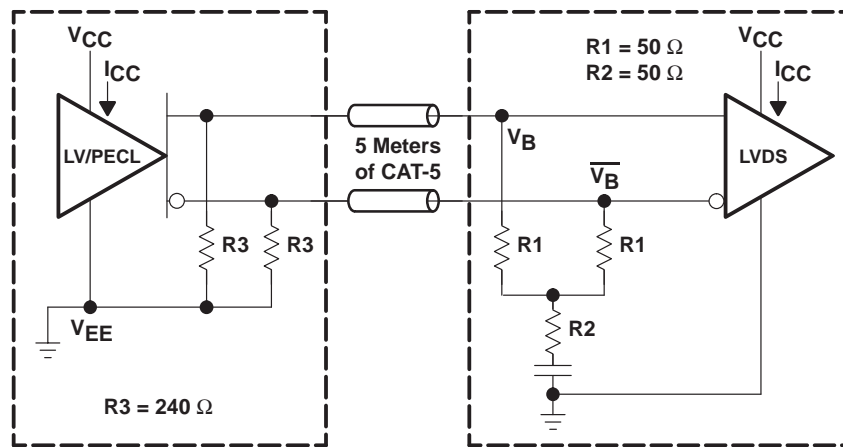 VCC
ICC
LV/PECL
R3
R3
VEE
R3 = 240 Ω
5 Meters
of CAT-5
R1 = 50 Ω
R2 = 50 Ω
VCC
ICC
VB
V̅B̅
LVDS
R1
R1
R2